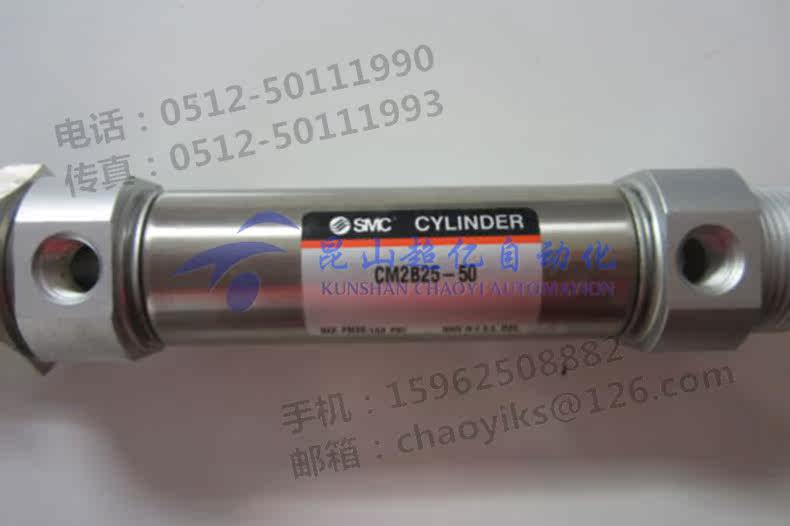 电话：0512-50111990
传真：0512-50111993
SMC CYLINDER
昆山超亿自动化
CM2B25-50
KUNSHAN CHAOYI AUTOMAYION
手机：15962508882
邮箱：chaoyiks@126.com